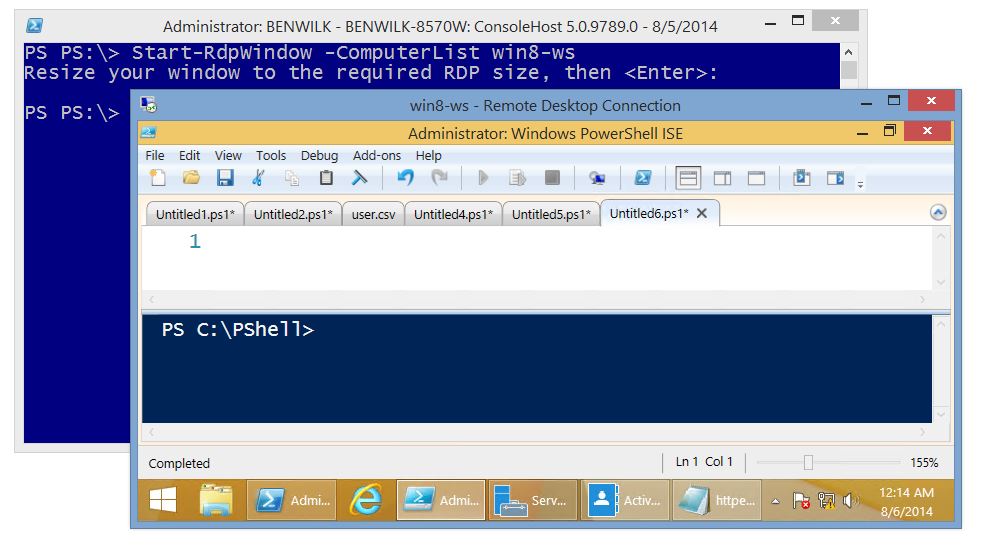 Administrator: BENWILK - BENWILK-8570W: ConsoleHost 5.0.9789.0 - 8/5/2014
PS PS:\> Start-RdpWindow -ComputerList win8-ws
Resize your window to the required RDP size, then <Enter>:
PS PS:\>
win8-ws - Remote Desktop Connection
Administrator: Windows PowerShell ISE
File Edit View Tools Debug Add-ons Help
Untitled1.ps1* Untitled2.ps1* user.csv Untitled4.ps1* Untitled5.ps1* Untitled6.ps1*
1
PS C:\PShell>
Completed Ln 1 Col 1 155%
Admi... Admi... Serv... Activ... httpe... 12:14 AM
8/6/2014